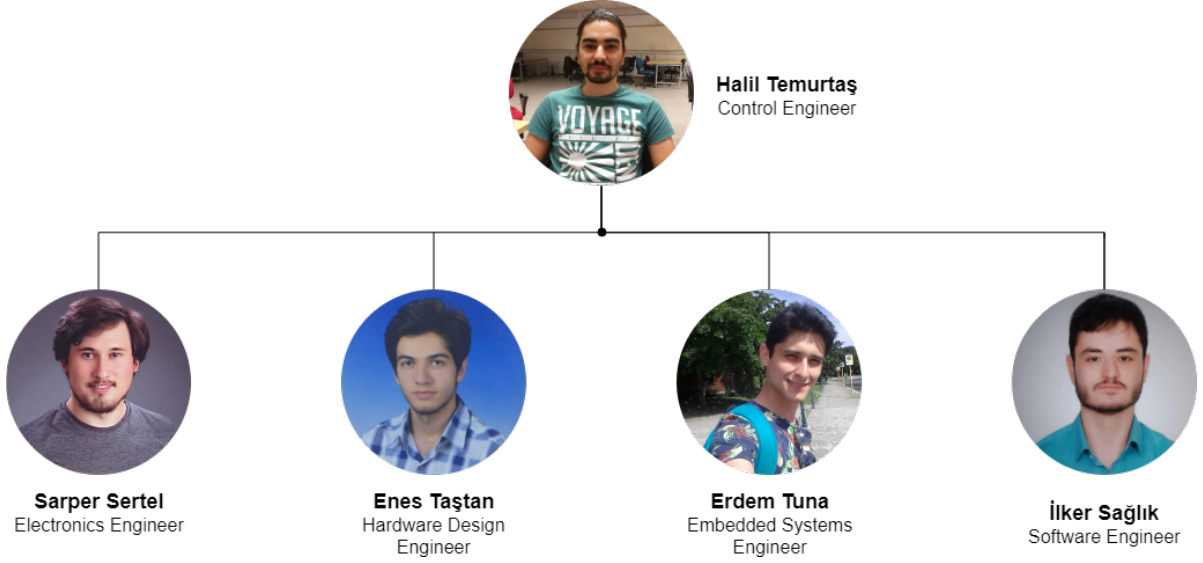 VOYAGE
Halil Temurtaş
Control Engineer
Sarper Sertel
Electronics Engineer
Enes Taştan
Hardware Design
Engineer
Erdem Tuna
Embedded Systems
Engineer
İlker Sağlık
Software Engineer